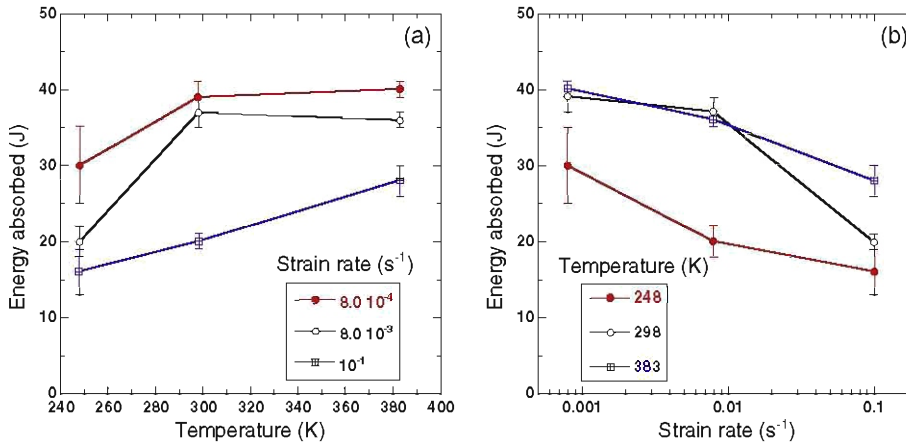 50
40
30
20
10
0
Energy absorbed (J)
(a)
Strain rate (s⁻¹)
8.0 10⁻⁴
8.0 10⁻³
10⁻¹
240 260 280 300 320 340 360 380 400
Temperature (K)
50
40
30
20
10
0
Energy absorbed (J)
(b)
Temperature (K)
248
298
383
0.001 0.01 0.1
Strain rate (s⁻¹)